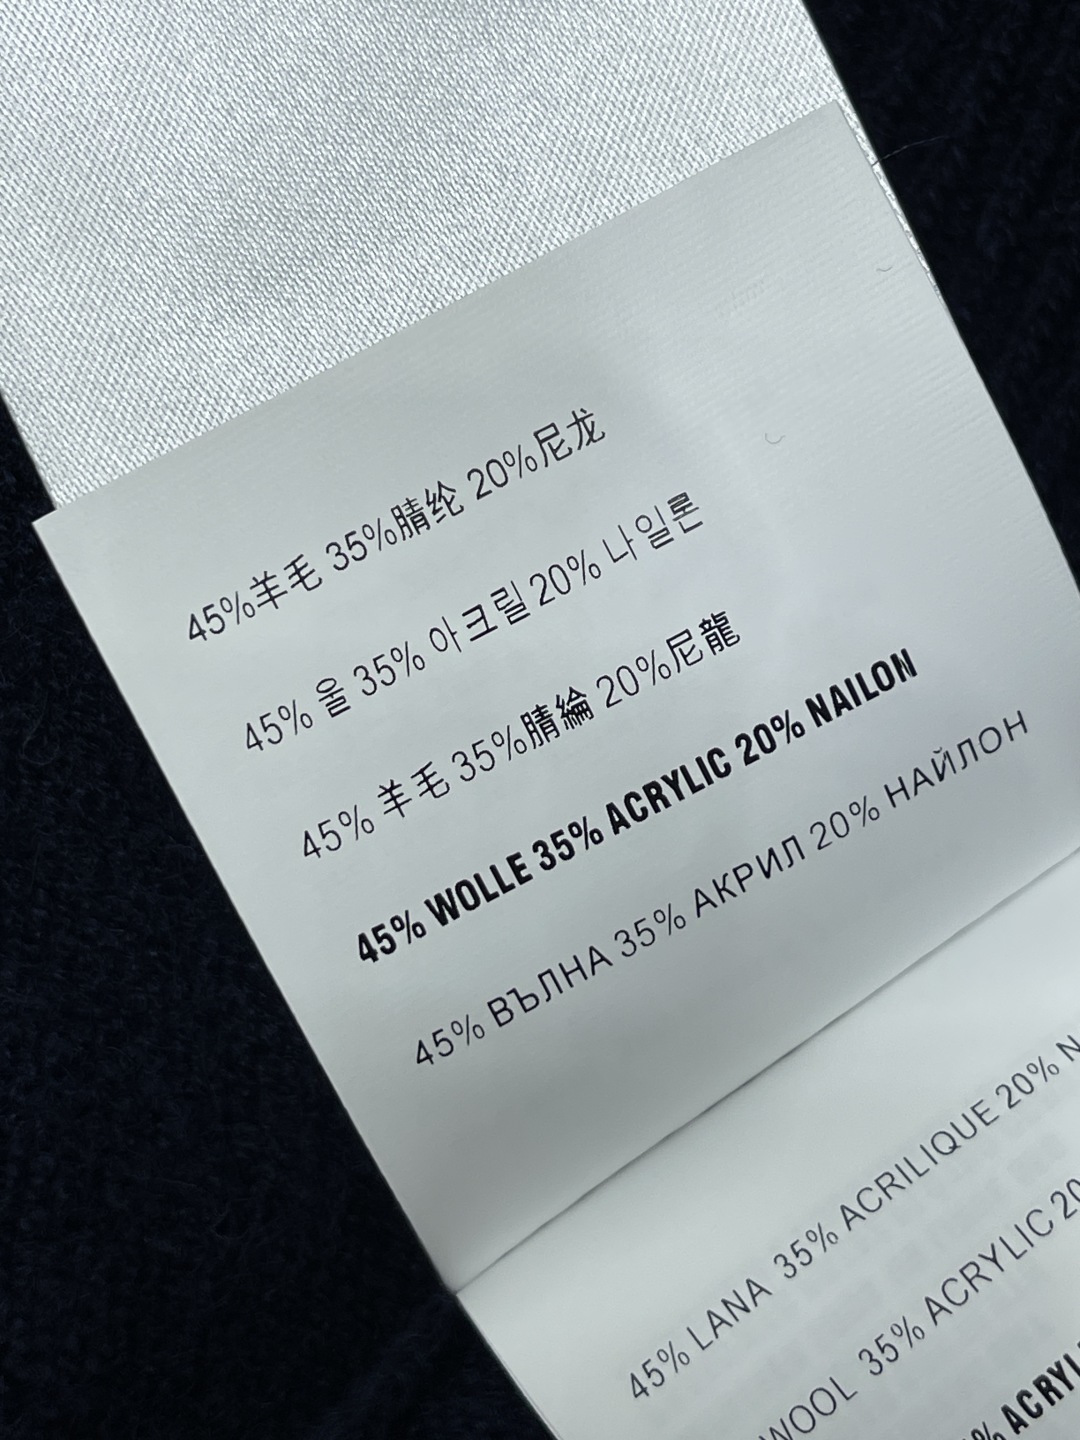 45%羊毛 35%腈纶 20%尼龙
45% 울 35% 아크릴 20% 나일론
45% 羊毛 35%腈綸 20%尼龍
45% WOLLE 35% ACRYLIC 20% NAILON
45% ВЪЛНА 35% АКРИЛ 20% НАЙЛОН
45% LANA 35% ACRILIQUE 20%
WOOL 35% ACRYLIC